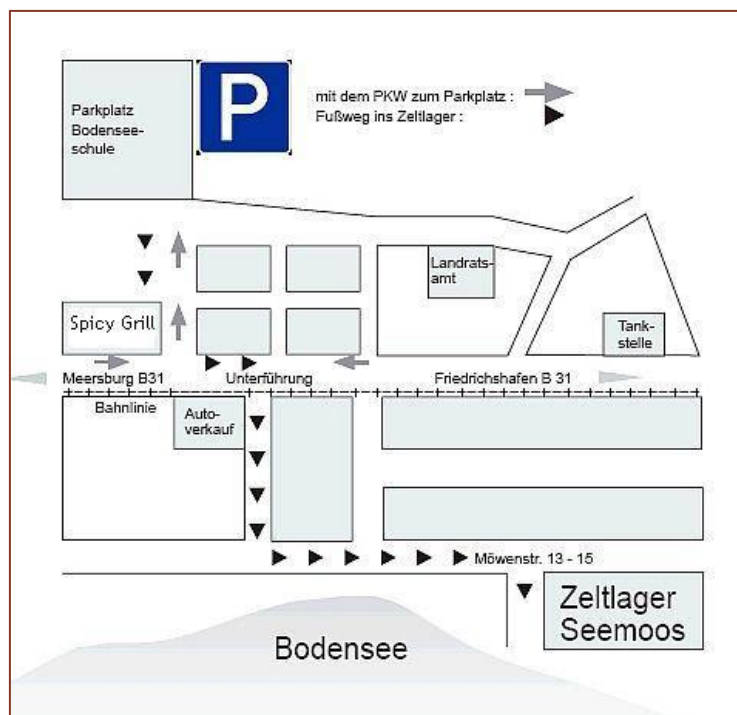 Parkplatz
Bodensee-
schule
P
mit dem PKW zum Parkplatz :
Fußweg ins Zeltlager :
Landrats-
amt
Spicy Grill
Tank-
stelle
Meersburg B31
Unterführung
Friedrichshafen B 31
Bahnlinie
Auto-
verkauf
Möwenstr. 13 - 15
Zeltlager
Seemoos
Bodensee